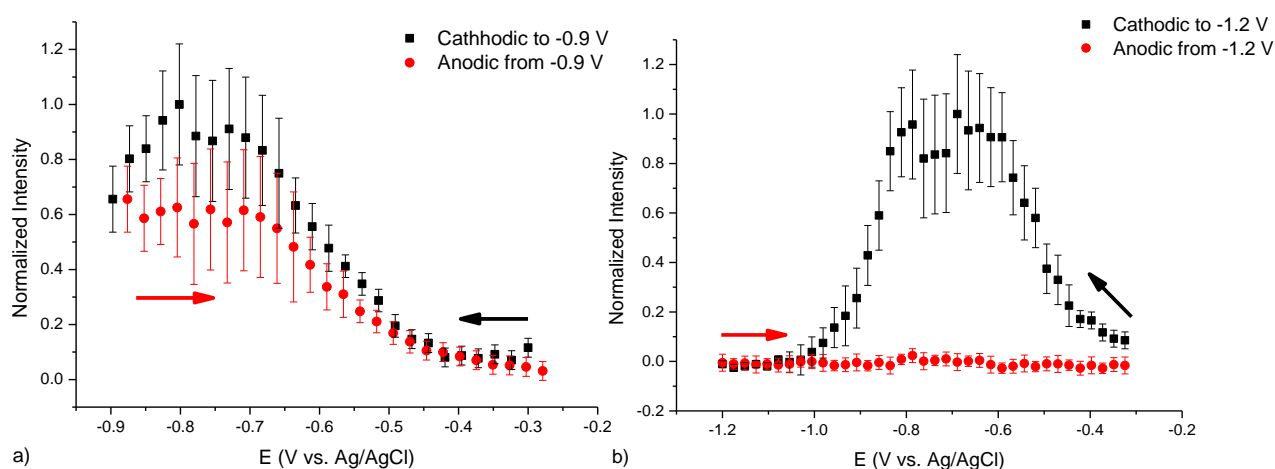 Cathhodic to -0.9 V
Anodic from -0.9 V
1.2
1.0
0.8
0.6
0.4
0.2
0.0
Normalized Intensity
-0.9
-0.8
-0.7
-0.6
-0.5
-0.4
-0.3
-0.2
E (V vs. Ag/AgCl)
a)
Cathodic to -1.2 V
Anodic from -1.2 V
1.2
1.0
0.8
0.6
0.4
0.2
0.0
-0.2
Normalized Intensity
-1.2
-1.0
-0.8
-0.6
-0.4
-0.2
E (V vs. Ag/AgCl)
b)